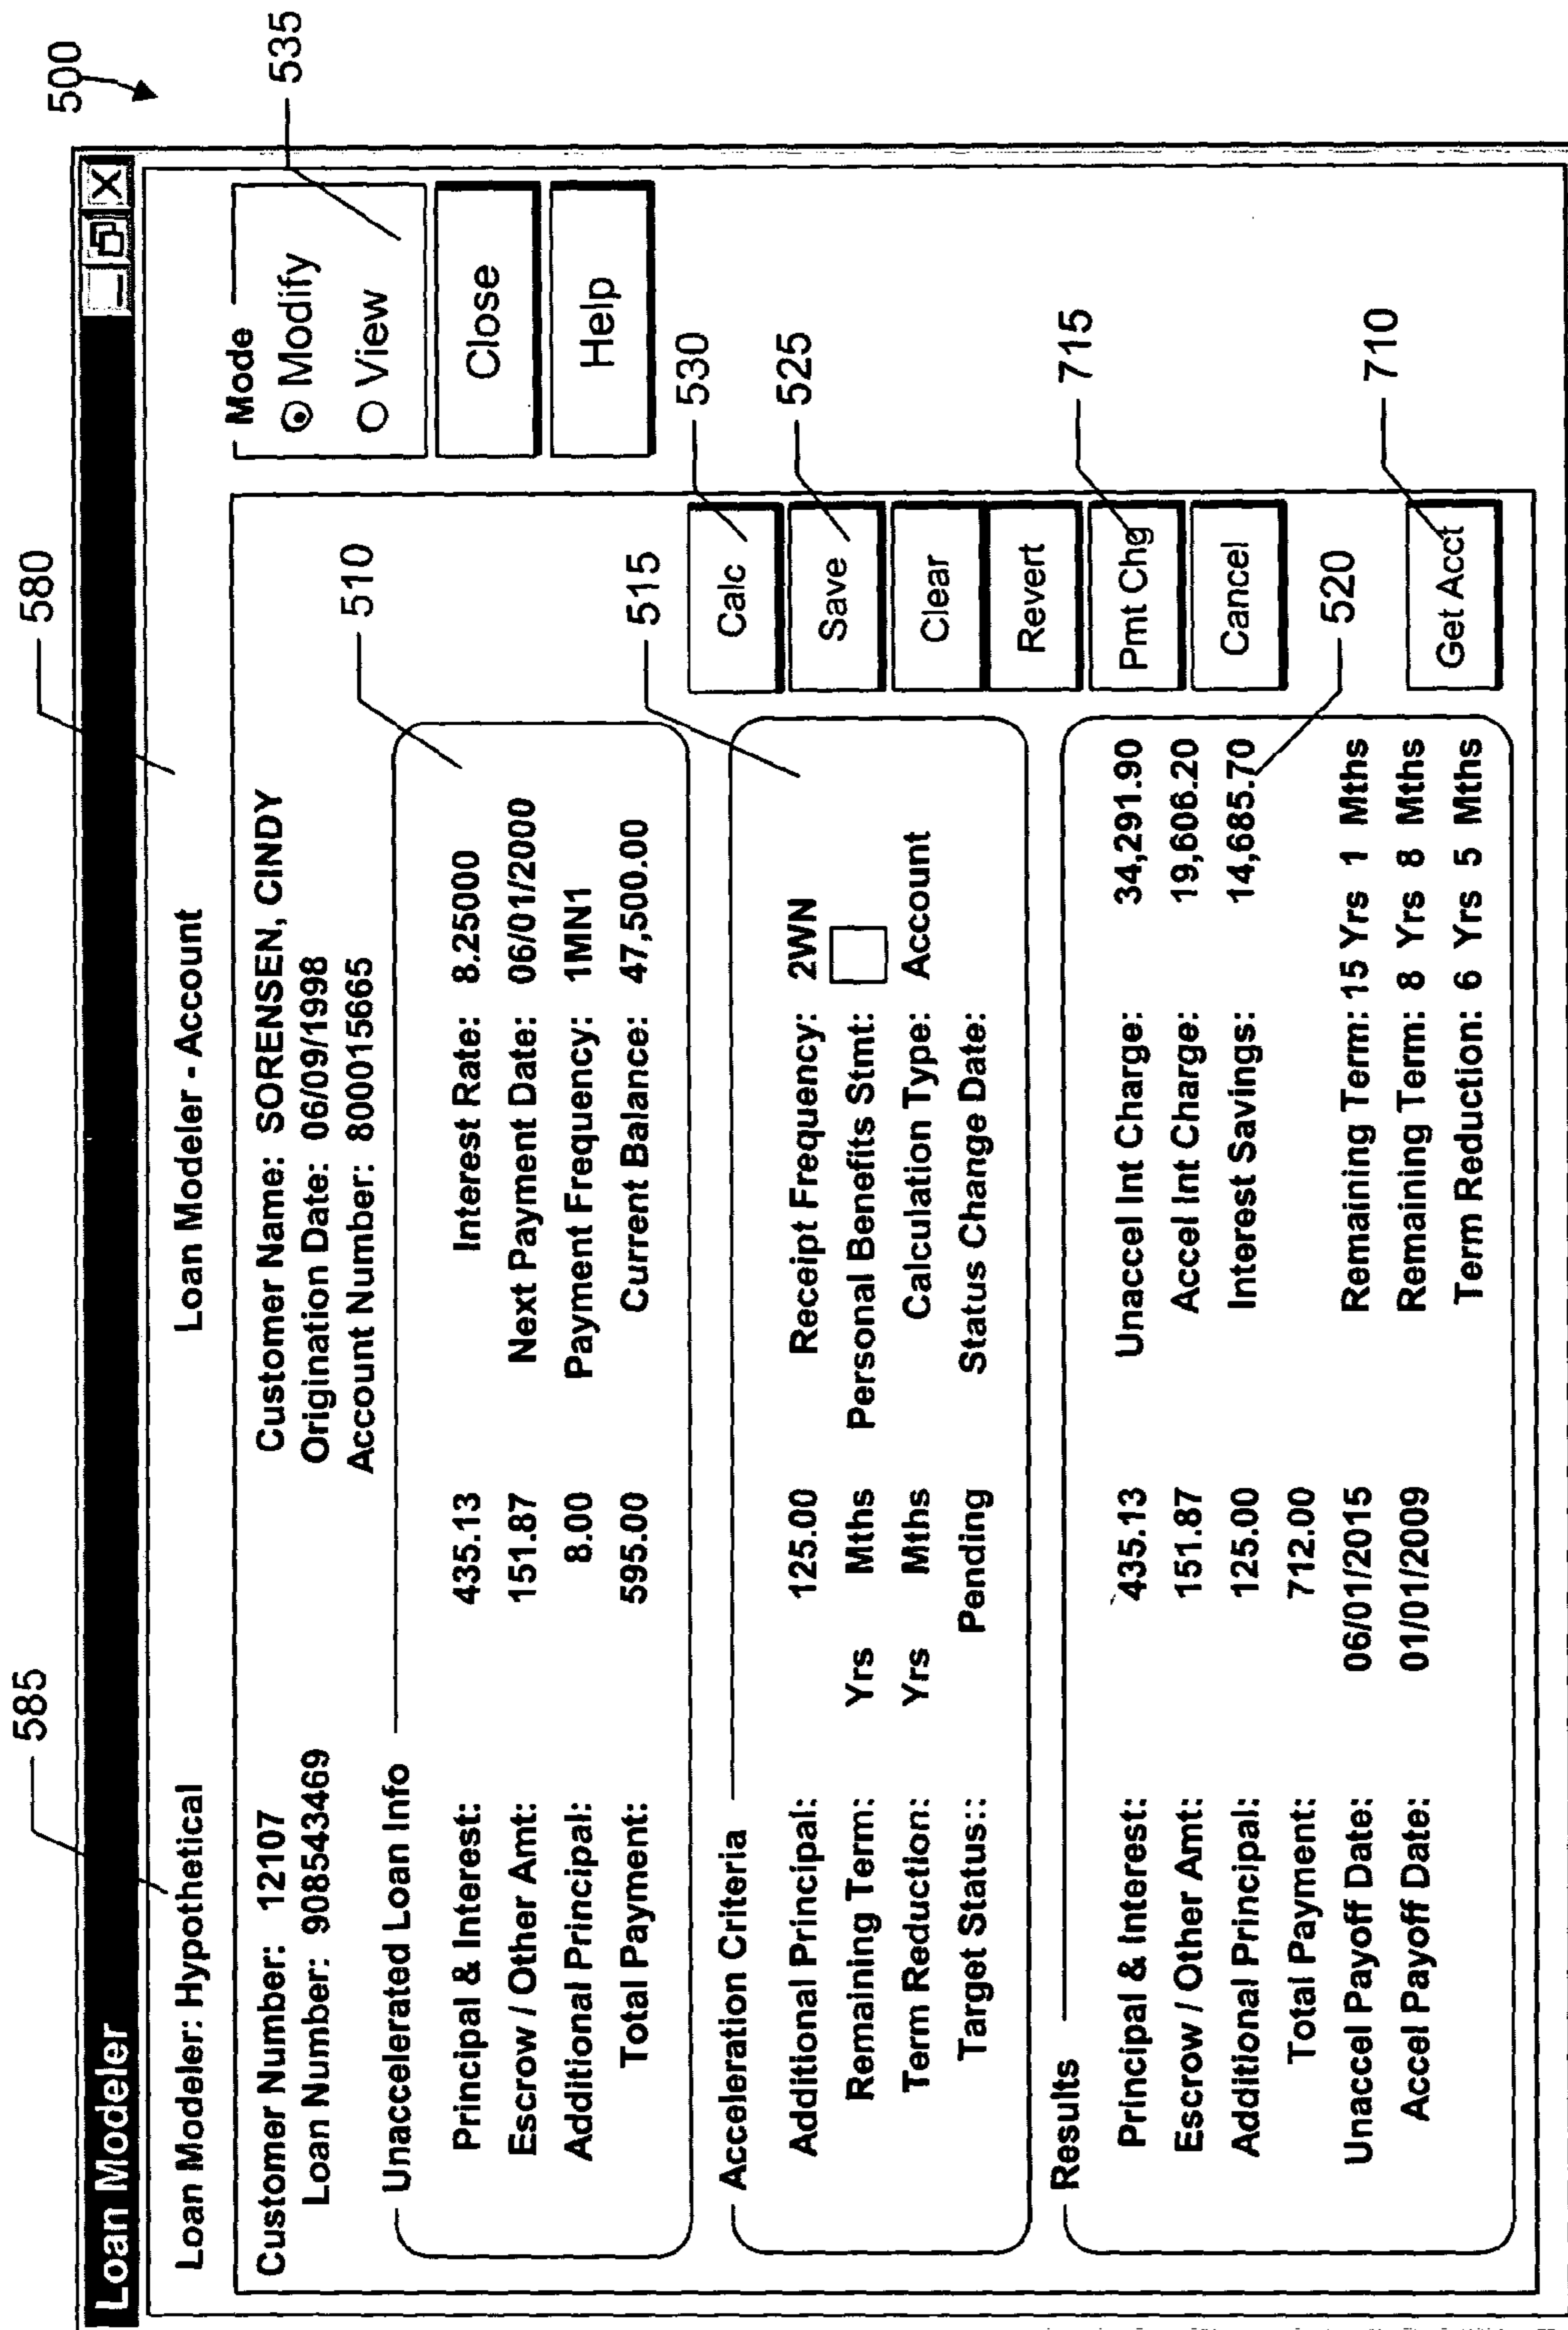 500
585
580
535
Loan Modeler
Loan Modeler: Hypothetical Loan Modeler - Account
Customer Number: 12107 Customer Name: SORENSEN, CINDY
Loan Number: 908543469 Origination Date: 06/09/1998
Account Number: 800015665
Mode
Modify
View
Close
Help
510
Unaccelerated Loan Info
Principal & Interest: 435.13 Interest Rate: 8.25000
Escrow / Other Amt: 151.87 Next Payment Date: 06/01/2000
Additional Principal: 8.00 Payment Frequency: 1MN1
Total Payment: 595.00 Current Balance: 47,500.00
515
Acceleration Criteria
Additional Principal: 125.00 Receipt Frequency: 2WN
Remaining Term: Yrs Mths Personal Benefits Stmt:
Term Reduction: Yrs Mths Calculation Type: Account
Target Status:: Pending Status Change Date:
Calc
530
Save
525
Clear
Revert
Pmt Chg
715
Cancel
520
Get Acct
710
Results
Principal & Interest: 435.13 Unaccel Int Charge: 34,291.90
Escrow / Other Amt: 151.87 Accel Int Charge: 19,606.20
Additional Principal: 125.00 Interest Savings: 14,685.70
Total Payment: 712.00
Unaccel Payoff Date: 06/01/2015 Remaining Term: 15 Yrs 1 Mths
Accel Payoff Date: 01/01/2009 Remaining Term: 8 Yrs 8 Mths
Term Reduction: 6 Yrs 5 Mths